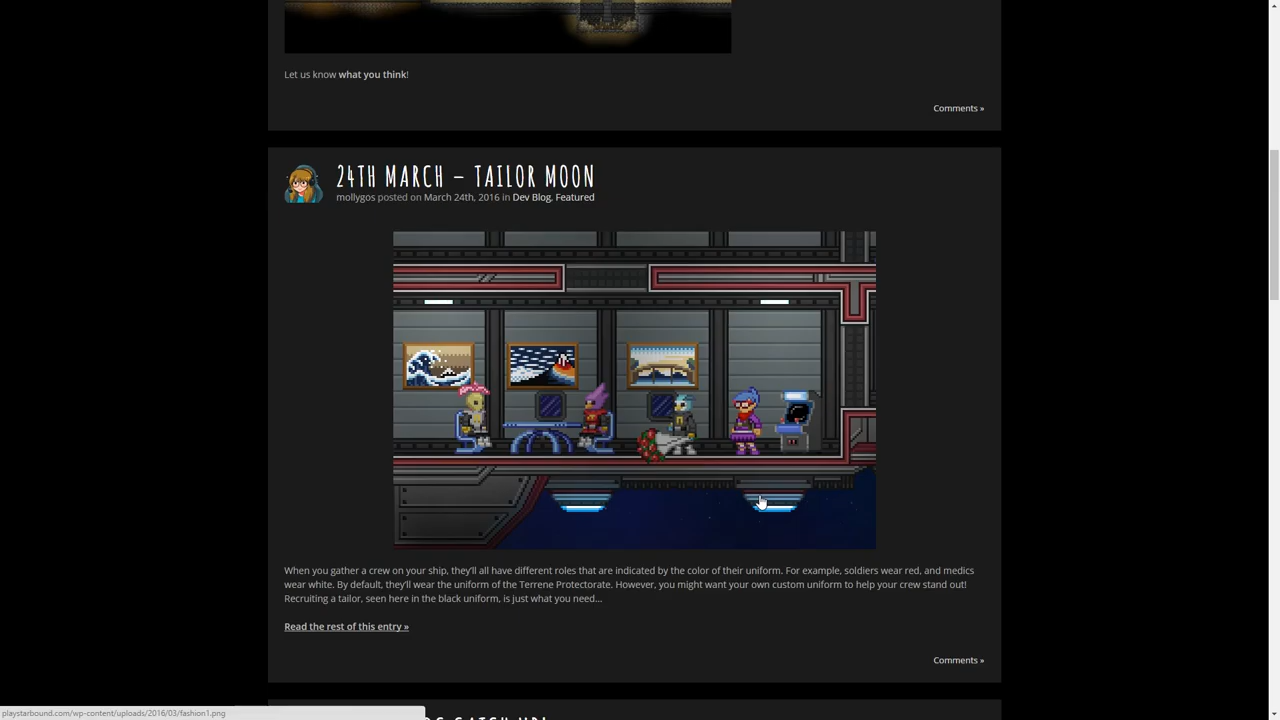 Let us know what you think!
Comments »
24TH MARCH – TAILOR MOON
mollygos posted on March 24th, 2016 in Dev Blog, Featured
When you gather a crew on your ship, they'll all have different roles that are indicated by the color of their uniform. For example, soldiers wear red, and medics
wear white. By default, they'll wear the uniform of the Terrene Protectorate. However, you might want your own custom uniform to help your crew stand out!
Recruiting a tailor, seen here in the black uniform, is just what you need...
Read the rest of this entry »
Comments »
playstarbound.com/wp-content/uploads/2016/03/fashion1.png